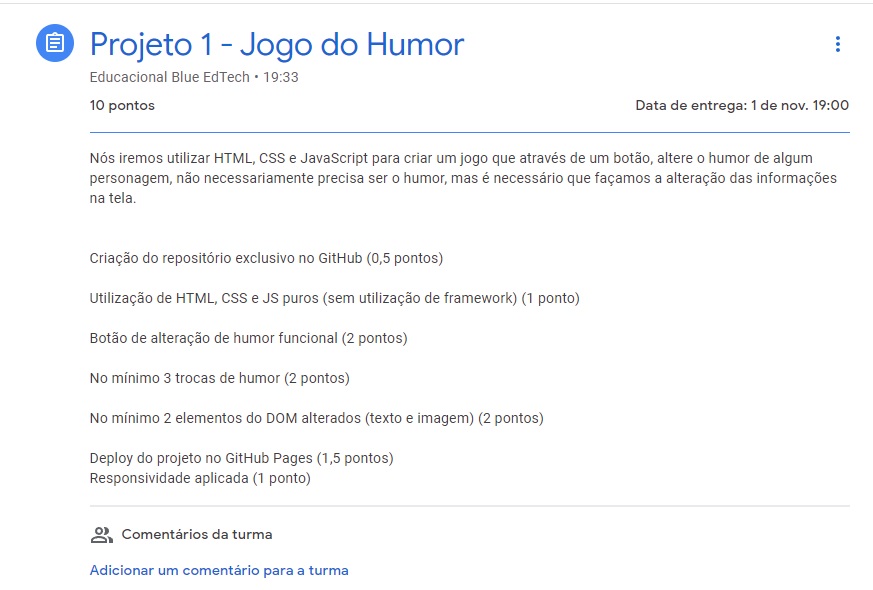 Projeto 1 - Jogo do Humor
Educacional Blue EdTech • 19:33
10 pontos
Data de entrega: 1 de nov. 19:00
Nós iremos utilizar HTML, CSS e JavaScript para criar um jogo que através de um botão, altere o humor de algum
personagem, não necessariamente precisa ser o humor, mas é necessário que façamos a alteração das informações
na tela.
Criação do repositório exclusivo no GitHub (0,5 pontos)
Utilização de HTML, CSS e JS puros (sem utilização de framework) (1 ponto)
Botão de alteração de humor funcional (2 pontos)
No mínimo 3 trocas de humor (2 pontos)
No mínimo 2 elementos do DOM alterados (texto e imagem) (2 pontos)
Deploy do projeto no GitHub Pages (1,5 pontos)
Responsividade aplicada (1 ponto)
Comentários da turma
Adicionar um comentário para a turma